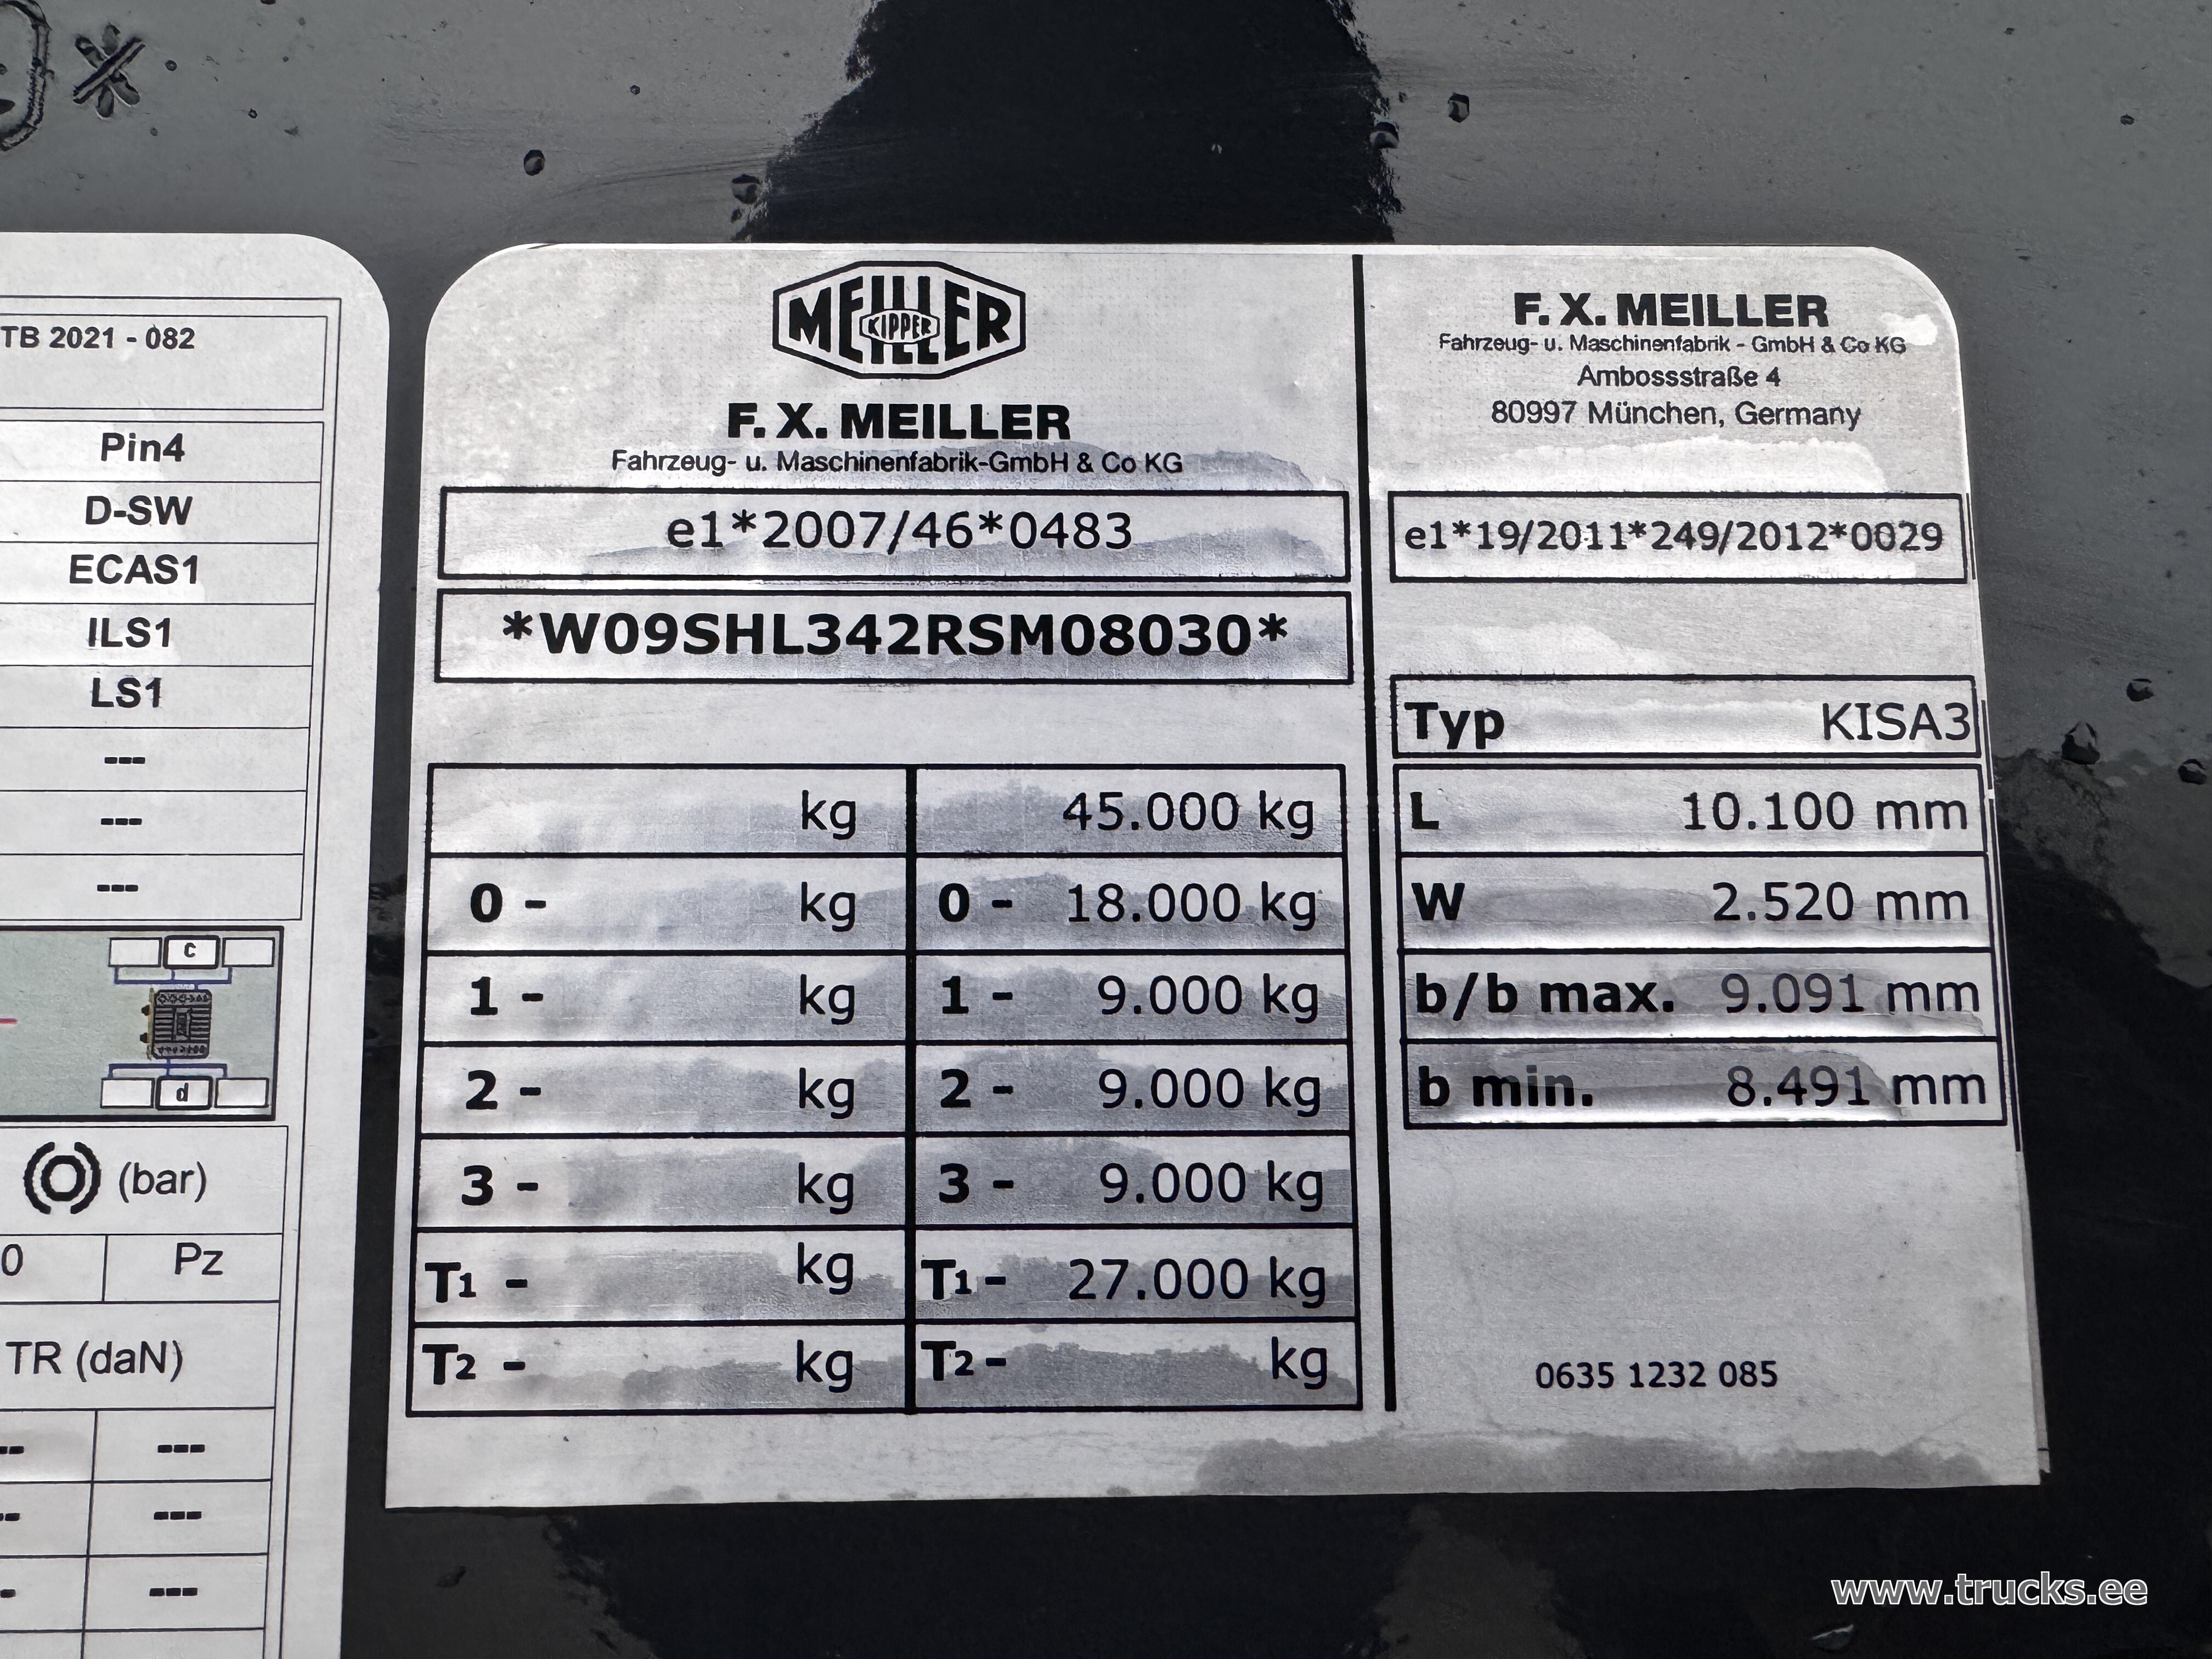 *
TB 2021 - 082
Pin4
D-SW
ECAS1
ILS1
LS1
---
---
---
c
d
(bar)
0 Pz
TR (daN)
-- ---
-- ---
- ---
MEILLER
KIPPER
F. X. MEILLER
Fahrzeug- u. Maschinenfabrik-GmbH & Co KG
e1*2007/46*0483
*W09SHL342RSM08030*
kg 45.000 kg
0 - kg 0 - 18.000 kg
1 - kg 1 - 9.000 kg
2 - kg 2 - 9.000 kg
3 - kg 3 - 9.000 kg
T1 - kg T1 - 27.000 kg
T2 - kg T2 - kg
F. X. MEILLER
Fahrzeug- u. Maschinenfabrik - GmbH & Co KG
Ambossstraße 4
80997 München, Germany
e1*19/2011*249/2012*0029
Typ KISA3
L 10.100 mm
W 2.520 mm
b/b max. 9.091 mm
b min. 8.491 mm
0635 1232 085
www.trucks.ee